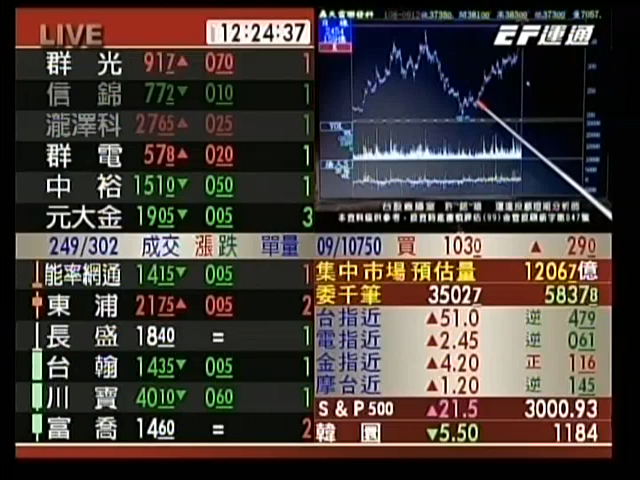 LIVE 12:24:37
EF運通
群光 917▲ 070 1
信錦 772▼ 010 1
瀧澤科 2765▲ 025 1
群電 578▲ 020 1
中裕 1510▼ 050 1
元大金 1905▼ 005 3
249/302 成交 漲跌 單量
09/10750 買 1030 ▲ 290
能率網通 1415▼ 005 1
東浦 2175▲ 005 2
長盛 1840 = 1
台翰 1435▼ 005 1
川寶 4010▼ 060 1
富喬 1460 = 2
集中市場預估量 12067億
委千筆 35027 58378
台指近 ▲51.0 逆 479
電指近 ▲2.45 逆 061
金指近 ▲4.20 正 116
摩台近 ▲1.20 逆 145
S & P 500 ▲21.5 3000.93
韓國 ▼5.50 1184